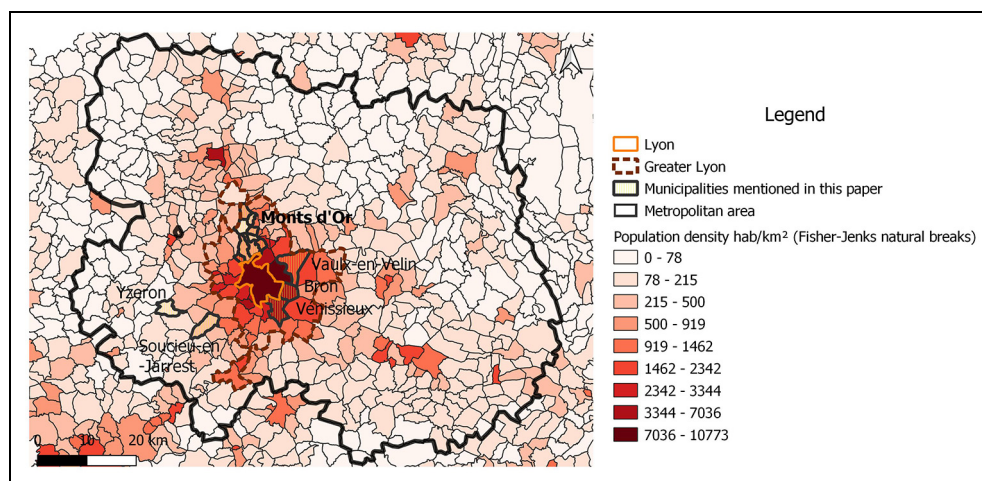 Monts d'Or
Vaulx-en-Velin
Bron
Vénissieux
Yzeron
Soucieu-en
-Jarrest
0 10 20 km
Legend
Lyon
Greater Lyon
Municipalities mentioned in this paper
Metropolitan area
Population density hab/km² (Fisher-Jenks natural breaks)
0 - 78
78 - 215
215 - 500
500 - 919
919 - 1462
1462 - 2342
2342 - 3344
3344 - 7036
7036 - 10773